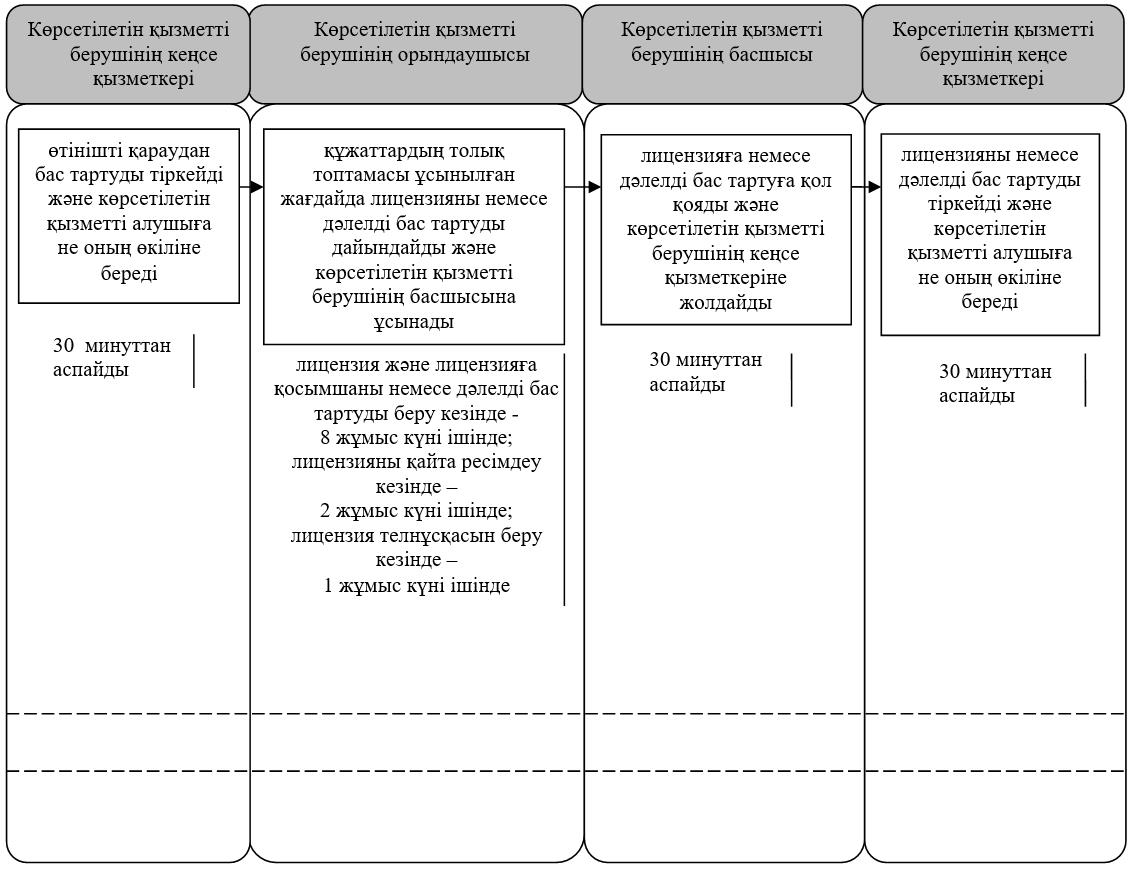 Көрсетілетін қызметті
берушінің кеңсе
қызметкері
Көрсетілетін қызметті
берушінің орындаушысы
Көрсетілетін қызметті
берушінің басшысы
Көрсетілетін қызметті
берушінің кеңсе
қызметкері
өтінішті қараудан
бас тартуды тіркейді
және көрсетілетін
қызметті алушыға
не оның өкіліне
береді
30 минуттан
аспайды
құжаттардың толық
топтамасы ұсынылған
жағдайда лицензияны немесе
дәлелді бас тартуды
дайындайды және
көрсетілетін қызметті
берушінің басшысына
ұсынады
лицензия және лицензияға
қосымшаны немесе дәлелді бас
тартуды беру кезінде -
8 жұмыс күні ішінде;
лицензияны қайта ресімдеу
кезінде –
2 жұмыс күні ішінде;
лицензия телнұсқасын беру
кезінде –
1 жұмыс күні ішінде
лицензияға немесе
дәлелді бас тартуға қол
қояды және
көрсетілетін қызметті
берушінің кеңсе
қызметкеріне
жолдайды
30 минуттан
аспайды
лицензияны немесе
дәлелді бас тартуды
тіркейді және
көрсетілетін
қызметті алушыға
не оның өкіліне
береді
30 минуттан
аспайды